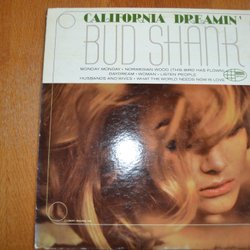 CALIFORNIA DREAMIN'
BUD SHANK
MONDAY MONDAY • NORWEGIAN WOOD (THIS BIRD HAS FLOWN)
DAYDREAM • WOMAN • LISTEN PEOPLE
HUSBANDS AND WIVES • WHAT THE WORLD NEEDS NOW IS LOVE